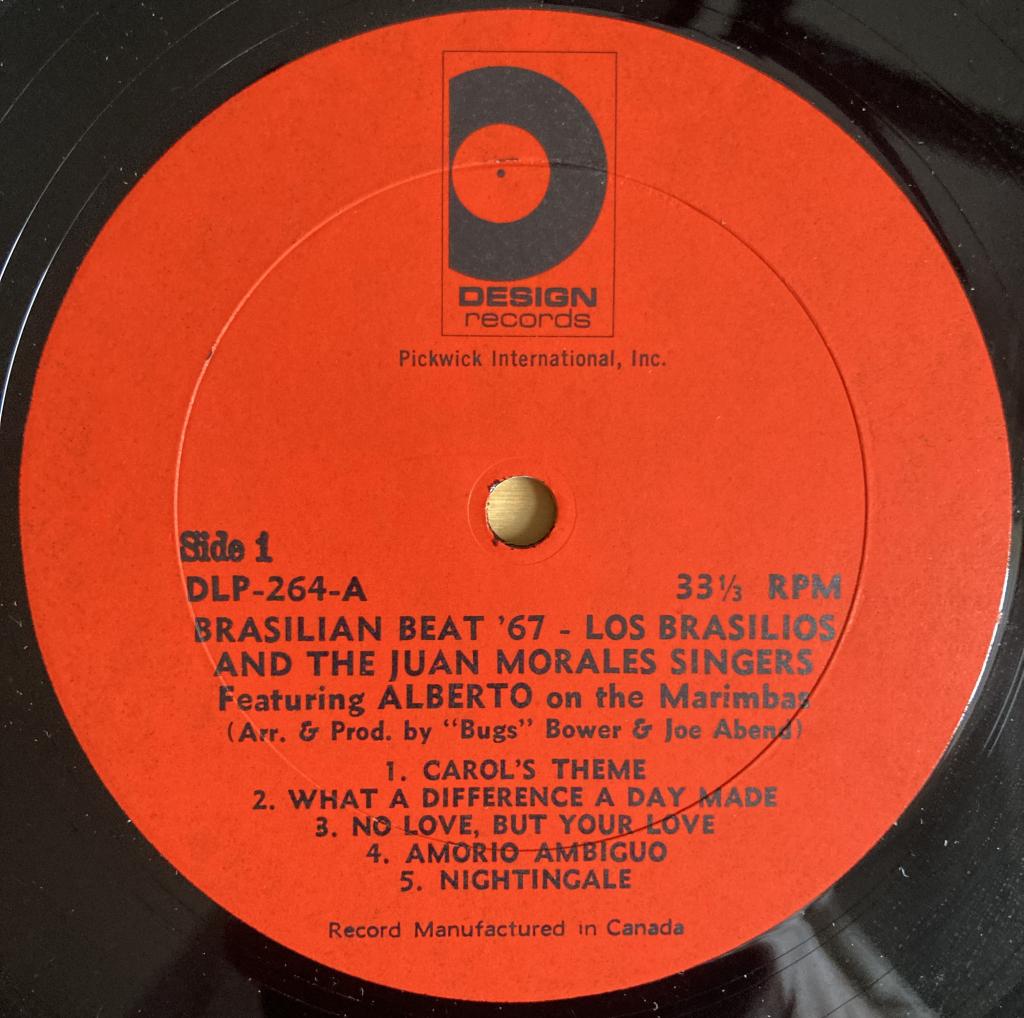 DESIGN
records
Pickwick International, Inc.
Side 1
DLP-264-A 33⅓ RPM
BRASILIAN BEAT '67 - LOS BRASILIOS
AND THE JUAN MORALES SINGERS
Featuring ALBERTO on the Marimbas
(Arr. & Prod. by "Bugs" Bower & Joe Abend)
1. CAROL'S THEME
2. WHAT A DIFFERENCE A DAY MADE
3. NO LOVE, BUT YOUR LOVE
4. AMORIO AMBIGUO
5. NIGHTINGALE
Record Manufactured in Canada